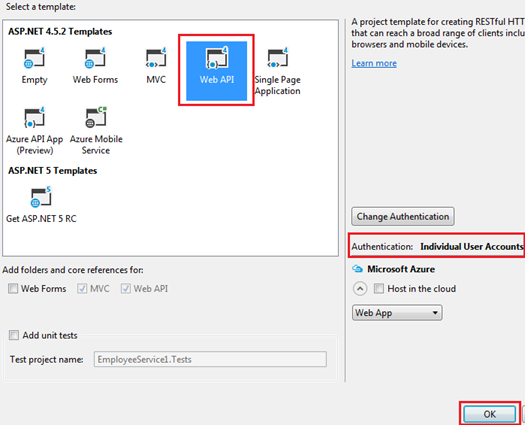 Select a template:
ASP.NET 4.5.2 Templates
Empty
Web Forms
MVC
Web API
Single Page
Application
Azure API App
(Preview)
Azure Mobile
Service
ASP.NET 5 Templates
Get ASP.NET 5 RC
Add folders and core references for:
Web Forms
MVC
Web API
Add unit tests
Test project name:
EmployeeService1.Tests
A project template for creating RESTful HTT
that can reach a broad range of clients inclu
browsers and mobile devices.
Learn more
Change Authentication
Authentication: Individual User Accounts
Microsoft Azure
Host in the cloud
Web App
OK